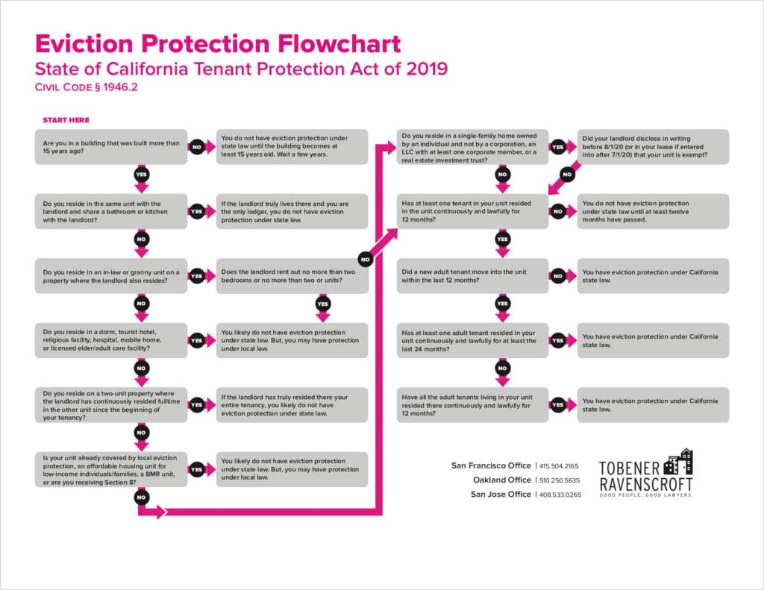 Eviction Protection Flowchart
State of California Tenant Protection Act of 2019
CIVIL CODE § 1946.2
START HERE
Are you in a building that was built more than
15 years ago?
NO
You do not have eviction protection under
state law until the building becomes at
least 15 years old. Wait a few years.
YES
Do you reside in the same unit with the
landlord and share a bathroom or kitchen
with the landlord?
YES
If the landlord truly lives there and you are
the only lodger, you do not have eviction
protection under state law.
NO
Do you reside in an in-law or granny unit on a
property where the landlord also resides?
YES
Does the landlord rent out no more than two
bedrooms or no more than two or units?
NO
YES
NO
Do you reside in a dorm, tourist hotel,
religious facility, hospital, mobile home,
or licensed elder/adult care facility?
YES
You likely do not have eviction protection
under state law. But, you may have protection
under local law.
NO
Do you reside on a two-unit property where
the landlord has continuously resided fulltime
in the other unit since the beginning of
your tenancy?
YES
If the landlord has truly resided there your
entire tenancy, you likely do not have
eviction protection under state law.
NO
Is your unit already covered by local eviction
protection, an affordable housing unit for
low-income individuals/families, a BMR unit,
or are you receiving Section 8?
YES
You likely do not have eviction protection
under state law. But, you may have protection
under local law.
NO
Do you reside in a single-family home owned
by an individual and not by a corporation, an
LLC with at least one corporate member, or a
real estate investment trust?
YES
Did your landlord disclose in writing
before 8/1/20 (or in your lease if entered
into after 7/1/20) that your unit is exempt?
NO
NO
Has at least one tenant in your unit resided
in the unit continuously and lawfully for
12 months?
NO
You do not have eviction protection
under state law until at least twelve
months have passed.
YES
Did a new adult tenant move into the unit
within the last 12 months?
NO
You have eviction protection under California
state law.
YES
Has at least one adult tenant resided in your
unit continuously and lawfully for at least the
last 24 months?
YES
You have eviction protection under California
state law.
Have all the adult tenants living in your unit
resided there continuously and lawfully for
12 months?
YES
You have eviction protection under California
state law.
San Francisco Office | 415.504.2165
Oakland Office | 510.250.5635
San Jose Office | 408.533.0265
TOBENER
RAVENSCROFT
GOOD PEOPLE. GOOD LAWYERS.